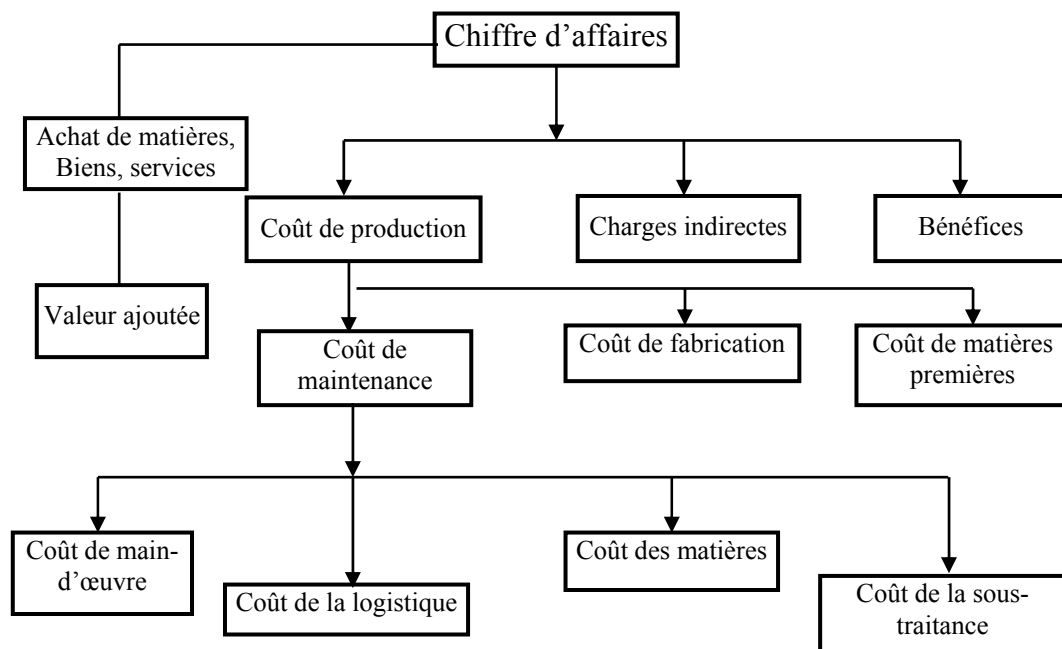 Chiffre d’affaires
Achat de matières,
Biens, services
Coût de production
Charges indirectes
Bénéfices
Valeur ajoutée
Coût de
maintenance
Coût de fabrication
Coût de matières
premières
Coût de main-
d’œuvre
Coût de la logistique
Coût des matières
Coût de la sous-
traitance